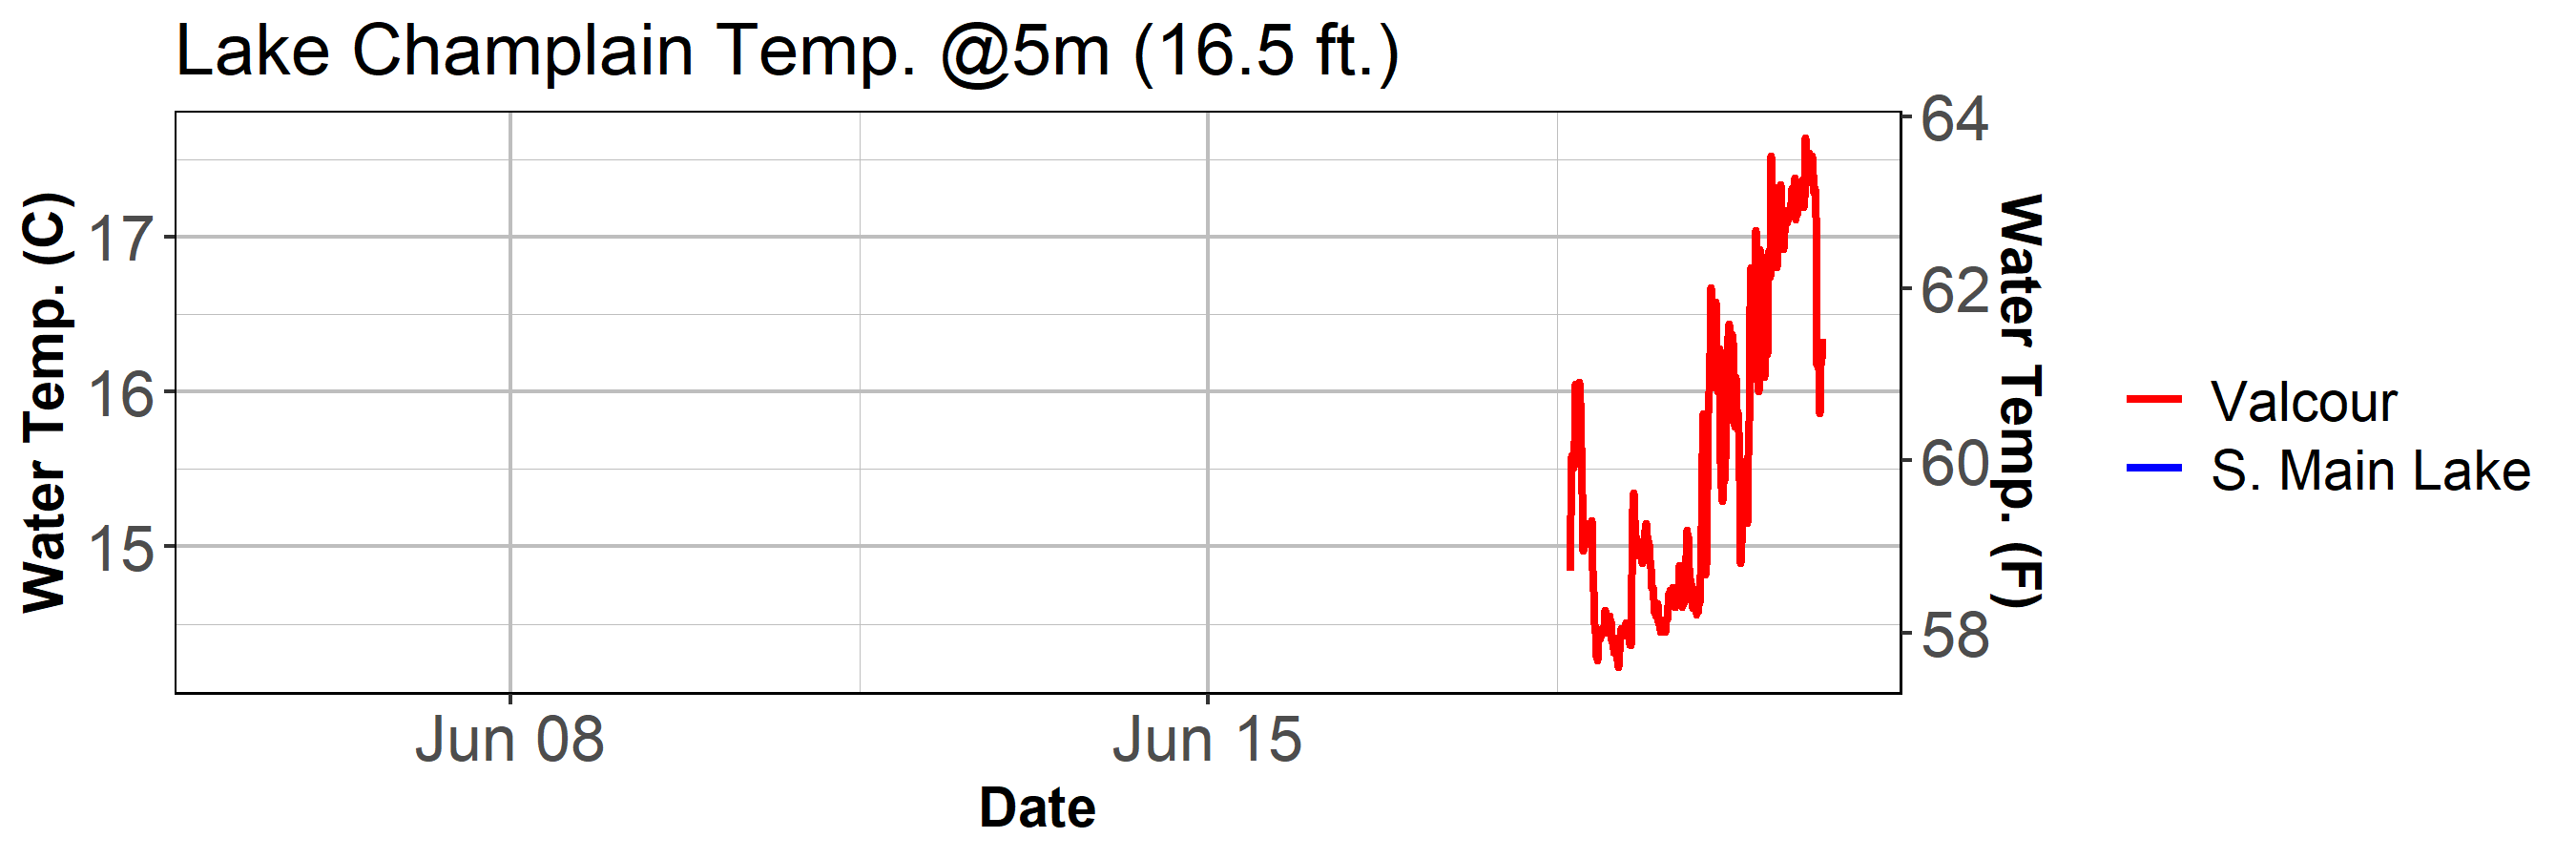 Lake Champlain Temp. @5m (16.5 ft.)
Water Temp. (C)
17
16
15
64
62
60
58
Water Temp. (F)
Jun 08
Jun 15
Date
Valcour
S. Main Lake